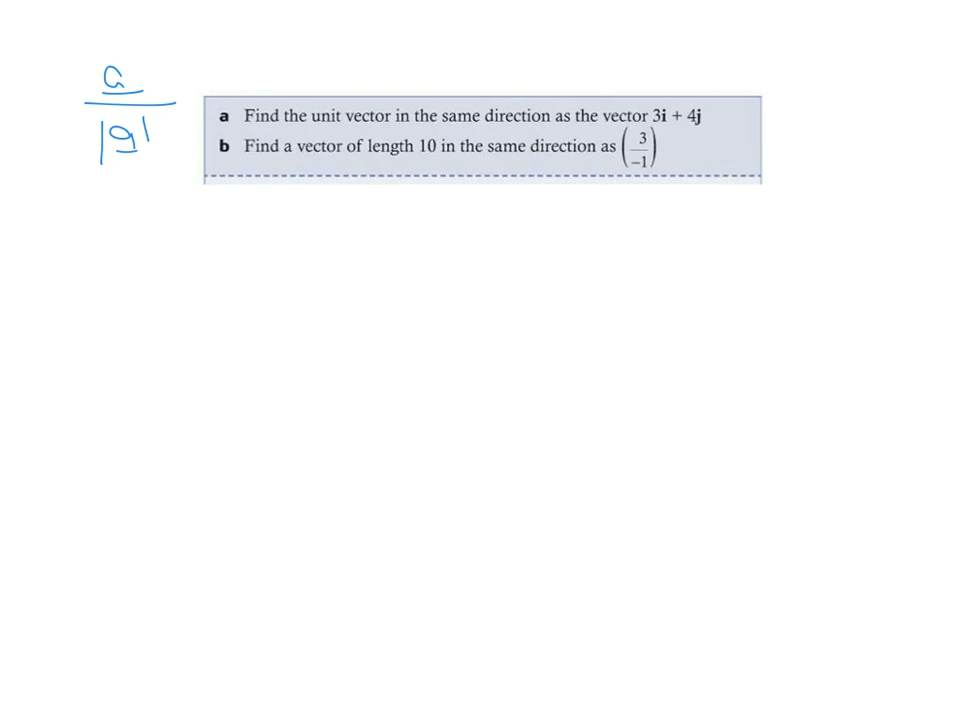 a
|a|
a Find the unit vector in the same direction as the vector 3i + 4j
b Find a vector of length 10 in the same direction as (3
-1)